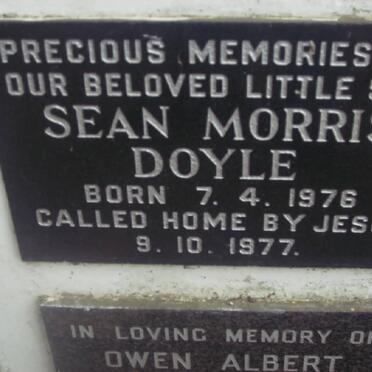 PRECIOUS MEMORIES
OUR BELOVED LITTLE
SEAN MORRIS
DOYLE
BORN 7. 4. 1976
CALLED HOME BY JES
9. 10. 1977.
IN LOVING MEMORY OF
OWEN ALBERT